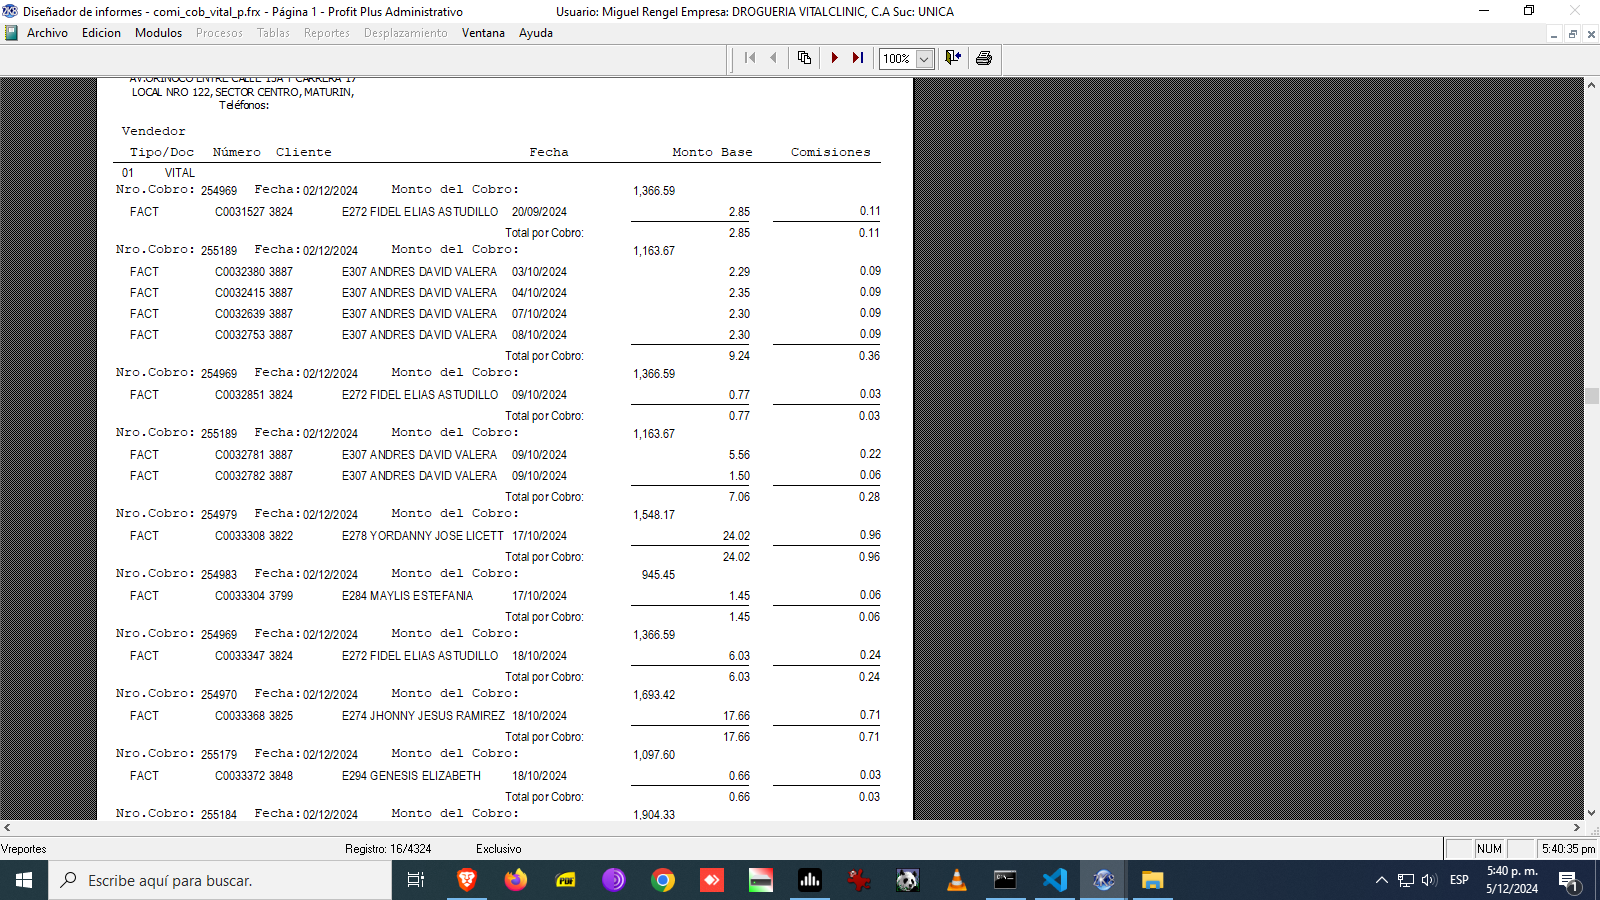 Diseñador de informes - comi_cob_vital_p.frx - Página 1 - Profit Plus Administrativo Usuario: Miguel Rengel Empresa: DROGUERIA VITALCLINIC, C.A Suc: UNICA
Archivo Edicion Modulos Procesos Tablas Reportes Desplazamiento Ventana Ayuda
100%
AV.ORINOCO ENTRE CALLE 15A Y CARRERA 17
LOCAL NRO 122, SECTOR CENTRO, MATURIN,
Teléfonos:
Vendedor
Tipo/Doc Número Cliente Fecha Monto Base Comisiones
01 VITAL
Nro.Cobro: 254969 Fecha: 02/12/2024 Monto del Cobro: 1,366.59
FACT C0031527 3824 E272 FIDEL ELIAS ASTUDILLO 20/09/2024 2.85 0.11
Total por Cobro: 2.85 0.11
Nro.Cobro: 255189 Fecha: 02/12/2024 Monto del Cobro: 1,163.67
FACT C0032380 3887 E307 ANDRES DAVID VALERA 03/10/2024 2.29 0.09
FACT C0032415 3887 E307 ANDRES DAVID VALERA 04/10/2024 2.35 0.09
FACT C0032639 3887 E307 ANDRES DAVID VALERA 07/10/2024 2.30 0.09
FACT C0032753 3887 E307 ANDRES DAVID VALERA 08/10/2024 2.30 0.09
Total por Cobro: 9.24 0.36
Nro.Cobro: 254969 Fecha: 02/12/2024 Monto del Cobro: 1,366.59
FACT C0032851 3824 E272 FIDEL ELIAS ASTUDILLO 09/10/2024 0.77 0.03
Total por Cobro: 0.77 0.03
Nro.Cobro: 255189 Fecha: 02/12/2024 Monto del Cobro: 1,163.67
FACT C0032781 3887 E307 ANDRES DAVID VALERA 09/10/2024 5.56 0.22
FACT C0032782 3887 E307 ANDRES DAVID VALERA 09/10/2024 1.50 0.06
Total por Cobro: 7.06 0.28
Nro.Cobro: 254979 Fecha: 02/12/2024 Monto del Cobro: 1,548.17
FACT C0033308 3822 E278 YORDANNY JOSE LICETT 17/10/2024 24.02 0.96
Total por Cobro: 24.02 0.96
Nro.Cobro: 254983 Fecha: 02/12/2024 Monto del Cobro: 945.45
FACT C0033304 3799 E284 MAYLIS ESTEFANIA 17/10/2024 1.45 0.06
Total por Cobro: 1.45 0.06
Nro.Cobro: 254969 Fecha: 02/12/2024 Monto del Cobro: 1,366.59
FACT C0033347 3824 E272 FIDEL ELIAS ASTUDILLO 18/10/2024 6.03 0.24
Total por Cobro: 6.03 0.24
Nro.Cobro: 254970 Fecha: 02/12/2024 Monto del Cobro: 1,693.42
FACT C0033368 3825 E274 JHONNY JESUS RAMIREZ 18/10/2024 17.66 0.71
Total por Cobro: 17.66 0.71
Nro.Cobro: 255179 Fecha: 02/12/2024 Monto del Cobro: 1,097.60
FACT C0033372 3848 E294 GENESIS ELIZABETH 18/10/2024 0.66 0.03
Total por Cobro: 0.66 0.03
Nro.Cobro: 255184 Fecha: 02/12/2024 Monto del Cobro: 1,904.33
Vreportes Registro: 16/4324 Exclusivo NUM 5:40:35 pm
Escribe aquí para buscar. PDF ESP 5:40 p. m.
5/12/2024 1